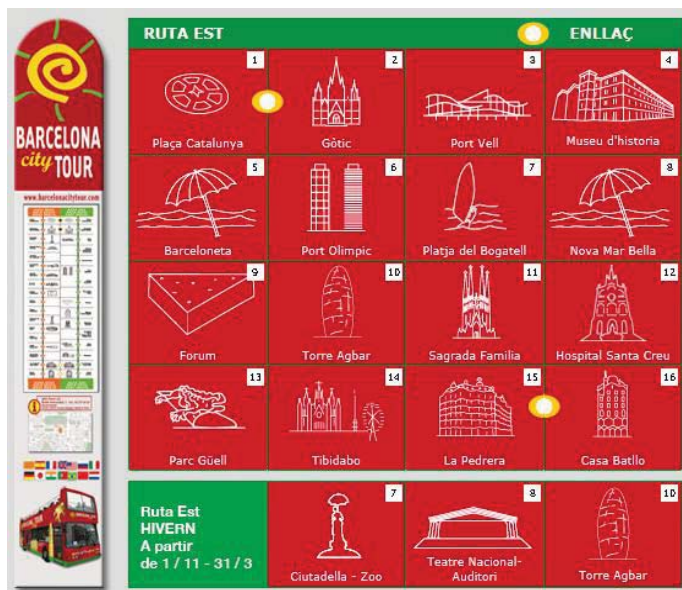 RUTA EST
ENLLAÇ
1
Plaça Catalunya
2
Gòtic
3
Port Vell
4
Museu d'historia
5
Barceloneta
6
Port Olimpic
7
Platja del Bogatell
8
Nova Mar Bella
9
Forum
10
Torre Agbar
11
Sagrada Familia
12
Hospital Santa Creu
13
Parc Güell
14
Tibidabo
15
La Pedrera
16
Casa Batllo
Ruta Est
HIVERN
A partir
de 1 / 11 - 31 / 3
7
Ciutadella - Zoo
8
Teatre Nacional-
Auditori
10
Torre Agbar
BARCELONA
city TOUR
www.barcelonacitytour.com